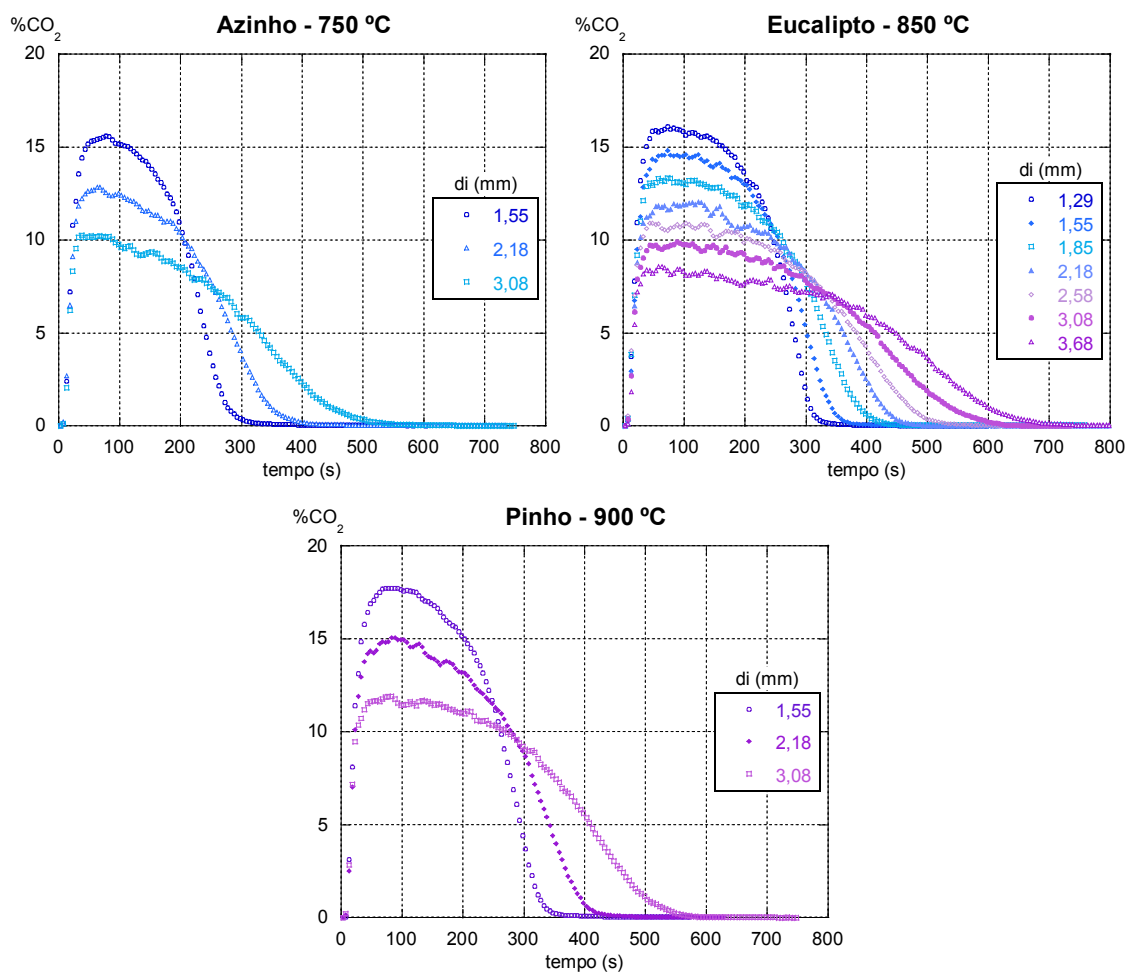 Azinho - 750 ºC
%CO2
20
15
10
5
0
0 100 200 300 400 500 600 700 800
tempo (s)
di (mm)
1,55
2,18
3,08
Eucalipto - 850 ºC
%CO2
20
15
10
5
0
0 100 200 300 400 500 600 700 800
tempo (s)
di (mm)
1,29
1,55
1,85
2,18
2,58
3,08
3,68
Pinho - 900 ºC
%CO2
20
15
10
5
0
0 100 200 300 400 500 600 700 800
tempo (s)
di (mm)
1,55
2,18
3,08